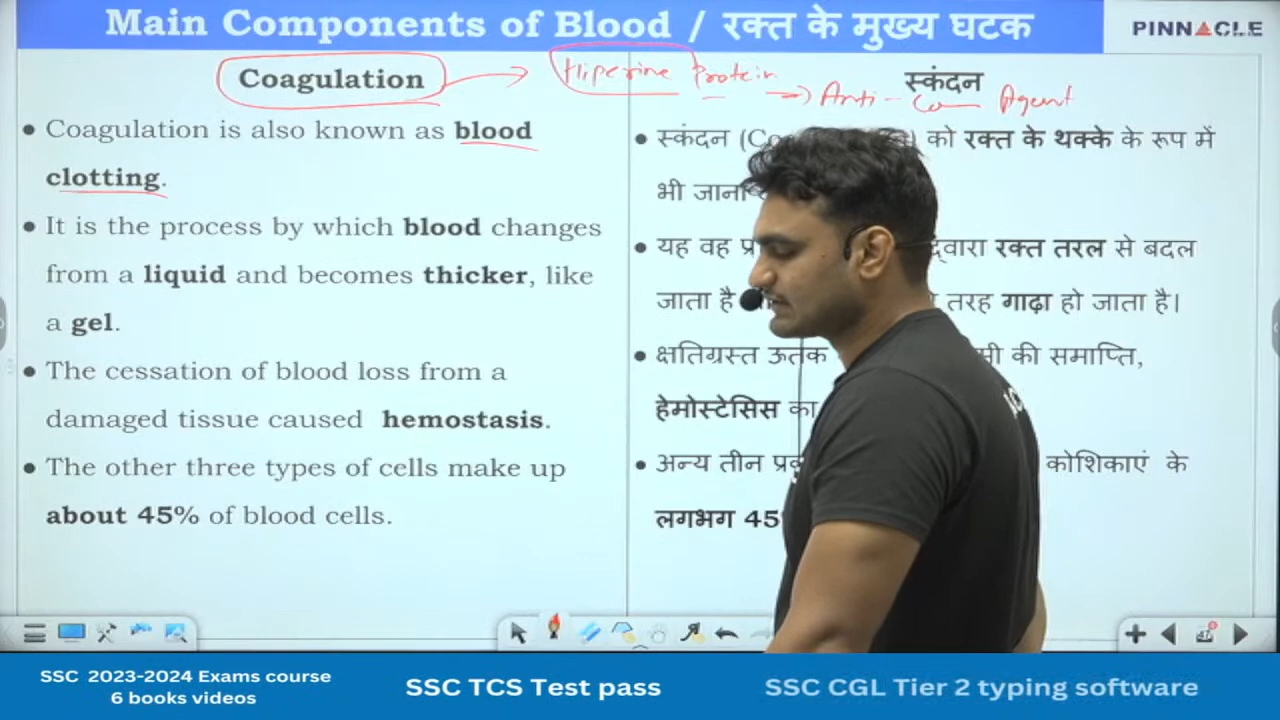 Main Components of Blood / रक्त के मुख्य घटक
PINNACLE
Coagulation
Protein
Anti-
Agent
स्कंदन
Coagulation is also known as blood
clotting.
It is the process by which blood changes
from a liquid and becomes thicker, like
a gel.
The cessation of blood loss from a
damaged tissue caused hemostasis.
The other three types of cells make up
about 45% of blood cells.
स्कंदन को रक्त के थक्के के रूप में
भी
यह वह रक्त तरल से बदल
जाता है तरह गाढ़ा हो जाता है।
क्षतिग्रस्त ऊतक की समाप्ति,
हेमोस्टेसिस का
अन्य तीन कोशिकाएं के
लगभग 45
SSC 2023-2024 Exams course
6 books videos
SSC TCS Test pass
SSC CGL Tier 2 typing software